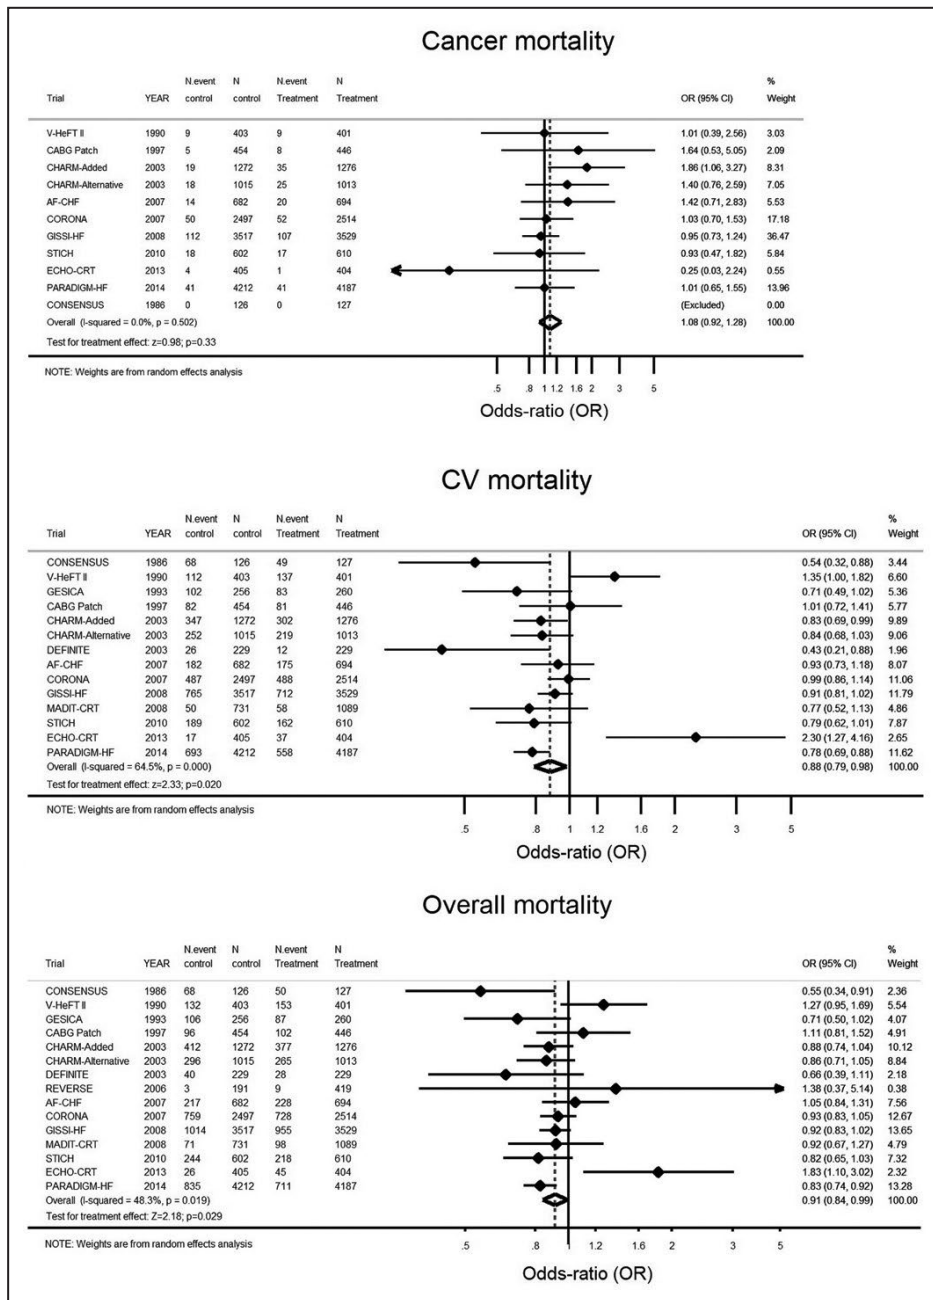 Cancer mortality
N.event N N.event N %
Trial YEAR control control Treatment Treatment OR (95% CI) Weight
V-HeFT II 1990 9 403 9 401 1.01 (0.39, 2.56) 3.03
CABG Patch 1997 5 454 8 446 1.64 (0.53, 5.05) 2.09
CHARM-Added 2003 19 1272 35 1276 1.86 (1.06, 3.27) 8.31
CHARM-Alternative 2003 18 1015 25 1013 1.40 (0.76, 2.59) 7.05
AF-CHF 2007 14 682 20 694 1.42 (0.71, 2.83) 5.53
CORONA 2007 50 2497 52 2514 1.03 (0.70, 1.53) 17.18
GISSI-HF 2008 112 3517 107 3529 0.95 (0.73, 1.24) 36.47
STICH 2010 18 602 17 610 0.93 (0.47, 1.82) 5.84
ECHO-CRT 2013 4 405 1 404 0.25 (0.03, 2.24) 0.55
PARADIGM-HF 2014 41 4212 41 4187 1.01 (0.65, 1.55) 13.96
CONSENSUS 1986 0 126 0 127 (Excluded) 0.00
Overall (I-squared = 0.0%, p = 0.502) 1.08 (0.92, 1.28) 100.00
Test for treatment effect: z=0.98; p=0.33
NOTE: Weights are from random effects analysis
.5 .8 1 1.2 1.6 2 3 5
Odds-ratio (OR)
CV mortality
N.event N N.event N %
Trial YEAR control control Treatment Treatment OR (95% CI) Weight
CONSENSUS 1986 68 126 49 127 0.54 (0.32, 0.88) 3.44
V-HeFT II 1990 112 403 137 401 1.35 (1.00, 1.82) 6.60
GESICA 1993 102 256 83 260 0.71 (0.49, 1.02) 5.36
CABG Patch 1997 82 454 81 446 1.01 (0.72, 1.41) 5.77
CHARM-Added 2003 347 1272 302 1276 0.83 (0.69, 0.99) 9.89
CHARM-Alternative 2003 252 1015 219 1013 0.84 (0.68, 1.03) 9.06
DEFINITE 2003 26 229 12 229 0.43 (0.21, 0.88) 1.96
AF-CHF 2007 182 682 175 694 0.93 (0.73, 1.18) 8.07
CORONA 2007 487 2497 488 2514 0.99 (0.86, 1.14) 11.06
GISSI-HF 2008 765 3517 712 3529 0.91 (0.81, 1.02) 11.79
MADIT-CRT 2008 50 731 58 1089 0.77 (0.52, 1.13) 4.86
STICH 2010 189 602 162 610 0.79 (0.62, 1.01) 7.87
ECHO-CRT 2013 17 405 37 404 2.30 (1.27, 4.16) 2.65
PARADIGM-HF 2014 693 4212 558 4187 0.78 (0.69, 0.88) 11.62
Overall (I-squared = 64.5%, p = 0.000) 0.88 (0.79, 0.98) 100.00
Test for treatment effect: z=2.33; p=0.020
NOTE: Weights are from random effects analysis
.5 .8 1 1.2 1.6 2 3 5
Odds-ratio (OR)
Overall mortality
N.event N N.event N %
Trial YEAR control control Treatment Treatment OR (95% CI) Weight
CONSENSUS 1986 68 126 50 127 0.55 (0.34, 0.91) 2.36
V-HeFT II 1990 132 403 153 401 1.27 (0.95, 1.69) 5.54
GESICA 1993 106 256 87 260 0.71 (0.50, 1.02) 4.07
CABG Patch 1997 96 454 102 446 1.11 (0.81, 1.52) 4.91
CHARM-Added 2003 412 1272 377 1276 0.88 (0.74, 1.04) 10.12
CHARM-Alternative 2003 296 1015 265 1013 0.86 (0.71, 1.05) 8.84
DEFINITE 2003 40 229 28 229 0.66 (0.39, 1.11) 2.18
REVERSE 2006 3 191 9 419 1.38 (0.37, 5.14) 0.38
AF-CHF 2007 217 682 228 694 1.05 (0.84, 1.31) 7.56
CORONA 2007 759 2497 728 2514 0.93 (0.83, 1.05) 12.67
GISSI-HF 2008 1014 3517 955 3529 0.92 (0.83, 1.02) 13.65
MADIT-CRT 2008 71 731 98 1089 0.92 (0.67, 1.27) 4.79
STICH 2010 244 602 218 610 0.82 (0.65, 1.03) 7.32
ECHO-CRT 2013 26 405 45 404 1.83 (1.10, 3.02) 2.32
PARADIGM-HF 2014 835 4212 711 4187 0.83 (0.74, 0.92) 13.28
Overall (I-squared = 48.3%, p = 0.019) 0.91 (0.84, 0.99) 100.00
Test for treatment effect: Z=2.18; p=0.029
NOTE: Weights are from random effects analysis
.5 .8 1 1.2 1.6 2 3 5
Odds-ratio (OR)